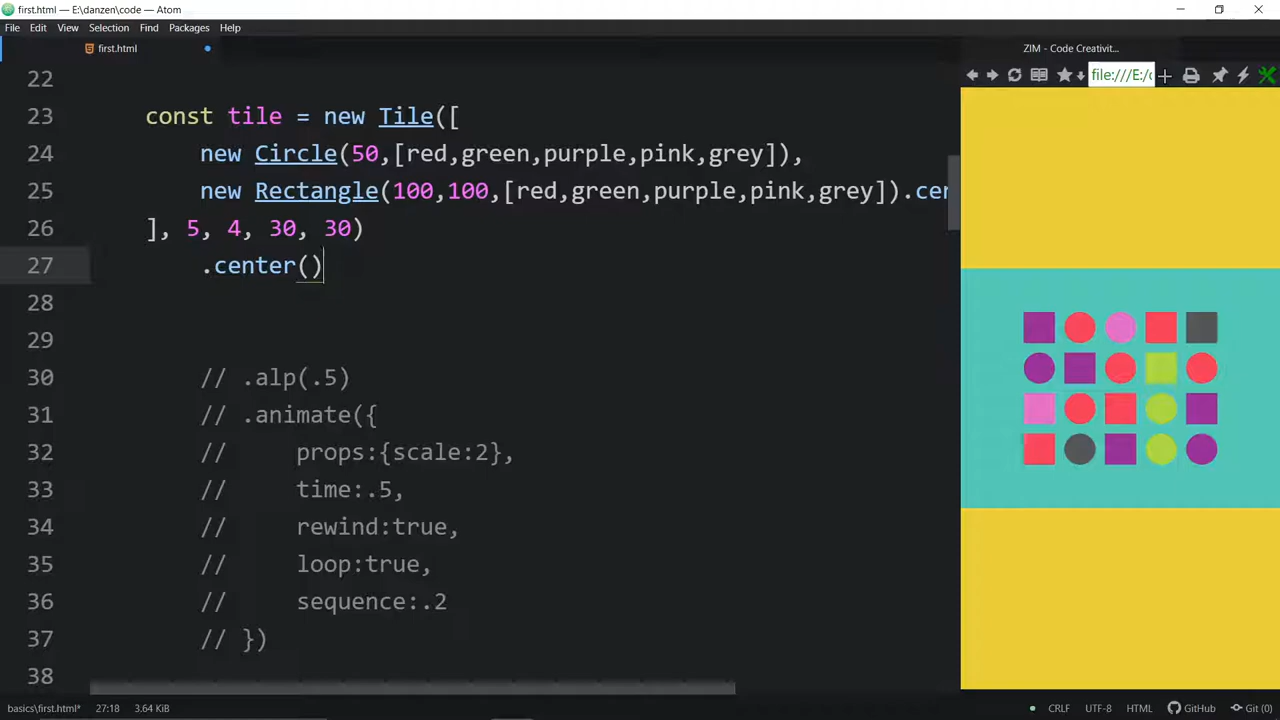 first.html — E:\danzen\code — Atom
File Edit View Selection Find Packages Help
first.html
ZIM - Code Creativit...
file:///E:/c
22
23 const tile = new Tile([
24 new Circle(50,[red,green,purple,pink,grey]),
25 new Rectangle(100,100,[red,green,purple,pink,grey]).cer
26 ], 5, 4, 30, 30)
27 .center()
28
29
30 // .alp(.5)
31 // .animate({
32 // props:{scale:2},
33 // time:.5,
34 // rewind:true,
35 // loop:true,
36 // sequence:.2
37 // })
38
basics\first.html* 27:18 3.64 KiB CRLF UTF-8 HTML GitHub Git (0)